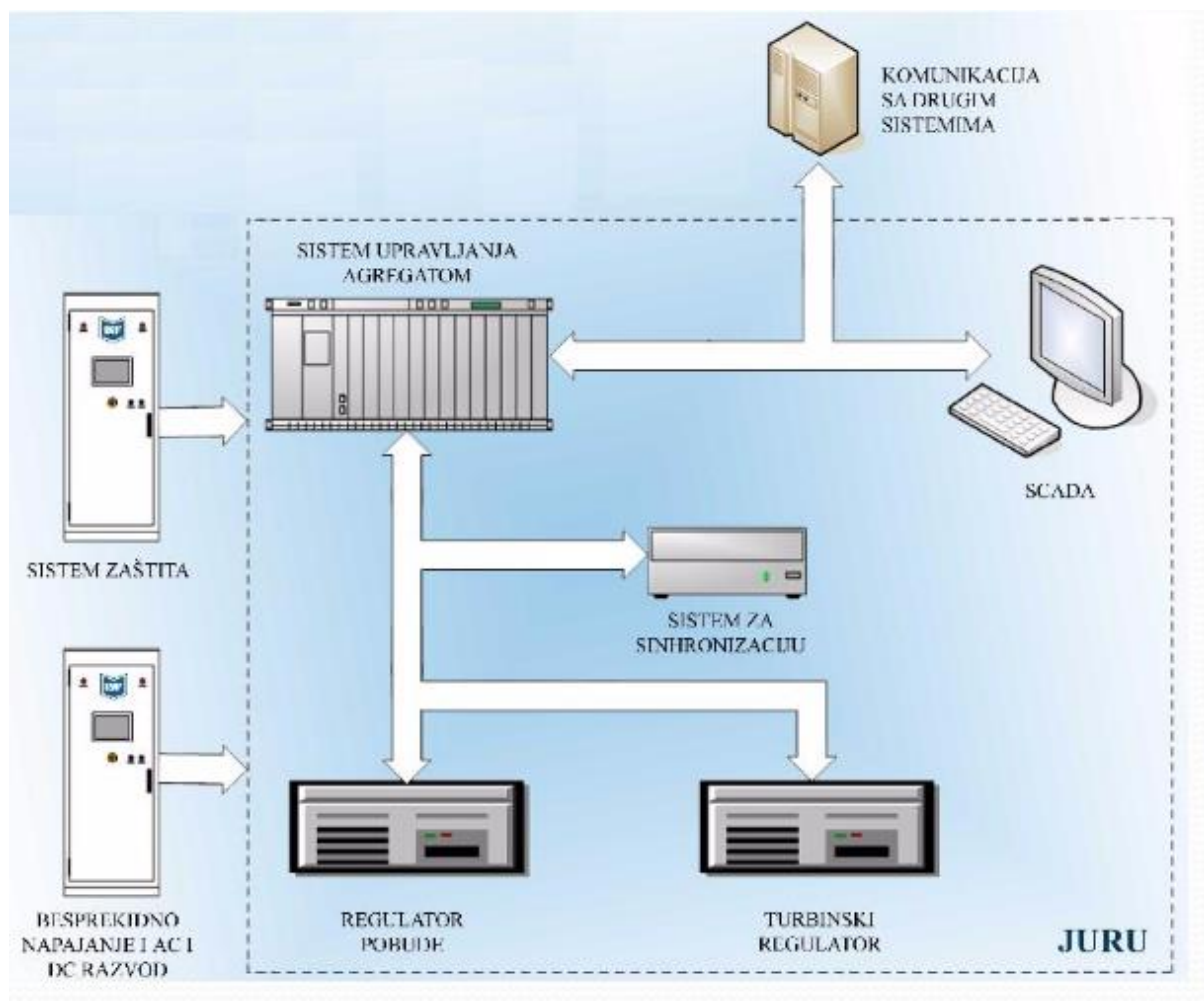 KOMUNIKACIJA
SA DRUGIM
SISTEMIMA
SISTEM UPRAVLJANJA
AGREGATOM
SCADA
SISTEM ZAŠTITA
SISTEM ZA
SINHRONIZACIJU
BESPREKIDNO
NAPAJANJE I AC I
DC RAZVOD
REGULATOR
POBUDE
TURBINSKI
REGULATOR
JURU